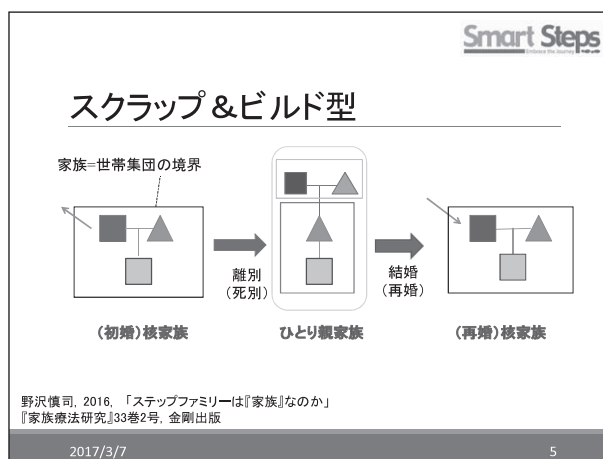 Smart Steps
Embrace the Journey
スクラップ&ビルド型
家族=世帯集団の境界
離別
(死別)
結婚
(再婚)
(初婚)核家族
ひとり親家族
(再婚)核家族
野沢慎司, 2016, 「ステップファミリーは『家族』なのか」
『家族療法研究』33巻2号, 金剛出版
2017/3/7
5